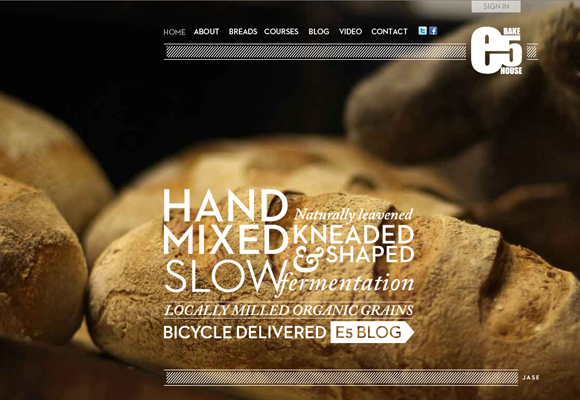 SIGN IN
HOME ABOUT BREADS COURSES BLOG VIDEO CONTACT
e5 BAKE HOUSE
HAND
Naturally leavened
MIXED KNEADED
& SHAPED
SLOW fermentation
LOCALLY MILLED ORGANIC GRAINS
BICYCLE DELIVERED E5 BLOG
JASE